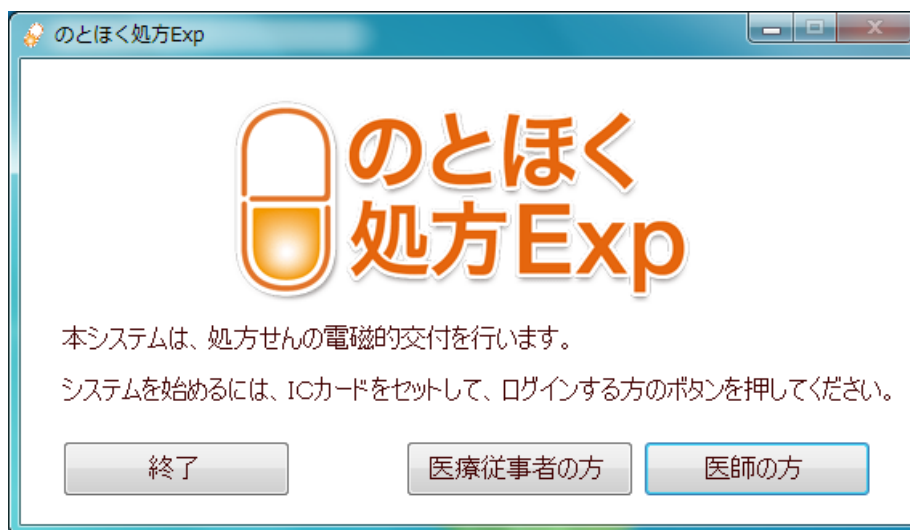 のとほく処方Exp
のとほく
処方Exp
本システムは、処方せんの電磁的交付を行います。
システムを始めるには、ICカードをセットして、ログインする方のボタンを押してください。
終了
医療従事者の方
医師の方